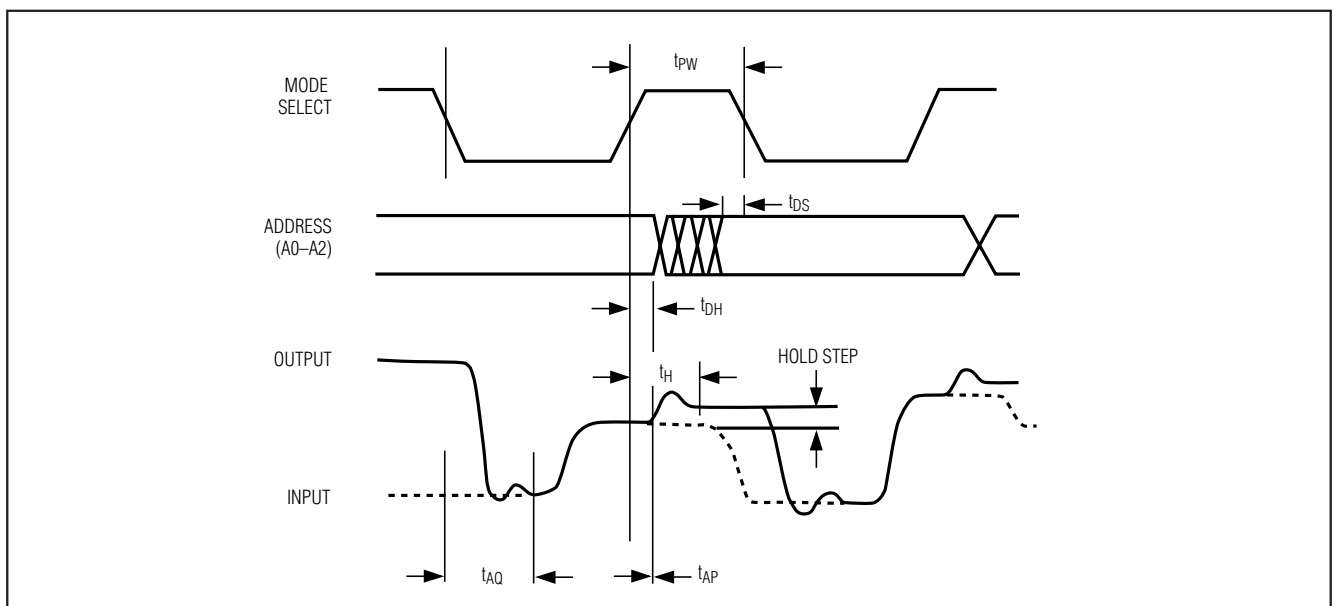 tPW
MODE
SELECT
tDS
ADDRESS
(A0–A2)
tDH
OUTPUT
HOLD STEP
tH
INPUT
tAQ
tAP